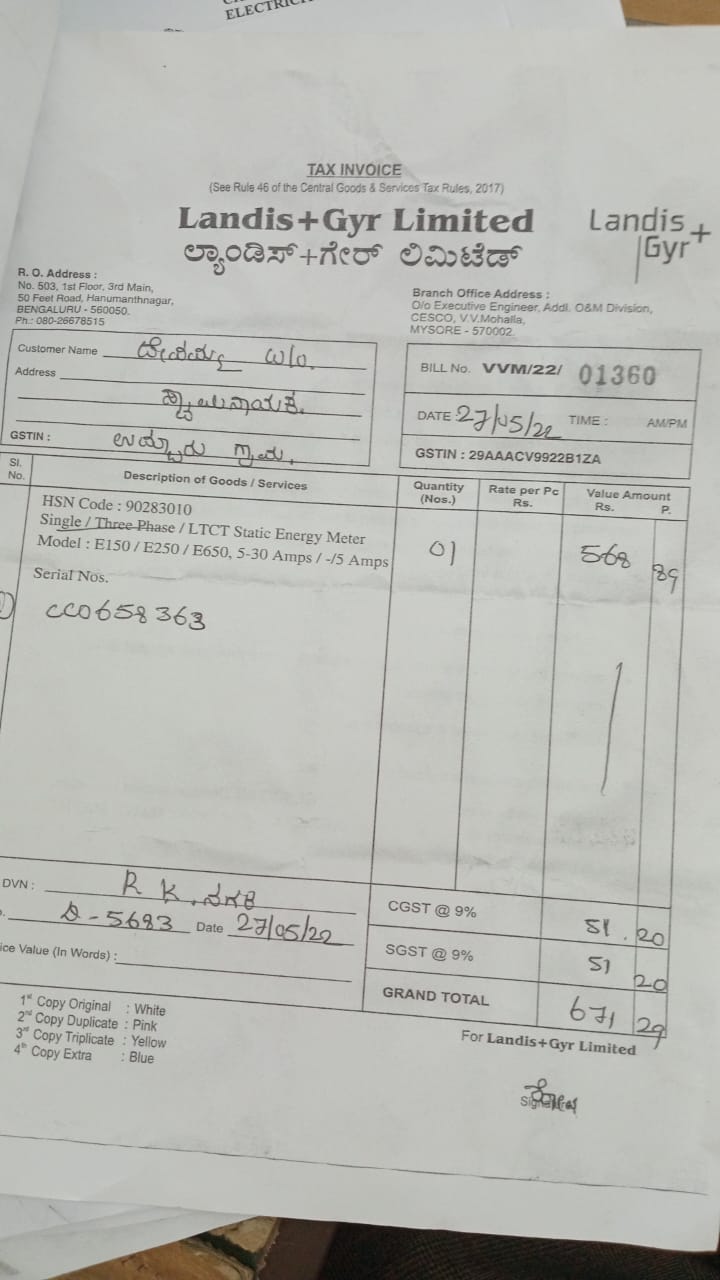 ELECTRIC
TAX INVOICE
(See Rule 46 of the Central Goods & Services Tax Rules, 2017)
Landis+Gyr Limited
ಲ್ಯಾಂಡಿಸ್+ಗೇರ್ ಲಿಮಿಟೆಡ್
Landis
Gyr+
R. O. Address :
No. 503, 1st Floor, 3rd Main,
50 Feet Road, Hanumanthnagar,
BENGALURU - 560050.
Ph.: 080-26678515
Branch Office Address :
O/o Executive Engineer, Addl. O&M Division,
CESCO, V.V.Mohalla,
MYSORE - 570002.
Customer Name
Address
GSTIN :
BILL No. VVM/22/ 01360
DATE 27/05/22 TIME : AM/PM
GSTIN : 29AAACV9922B1ZA
Sl. No. Description of Goods / Services Quantity (Nos.) Rate per Pc Rs. Value Amount Rs. P.
HSN Code : 90283010
Single / Three Phase / LTCT Static Energy Meter
Model : E150 / E250 / E650, 5-30 Amps / -/5 Amps 01 568 89
Serial Nos.
1) CC0658363
DVN : R K. ನಗರ
D-5683 Date 27/05/22
ice Value (In Words) :
CGST @ 9% 51.20
SGST @ 9% 51 20
GRAND TOTAL 671 29
1st Copy Original : White
2nd Copy Duplicate : Pink
3rd Copy Triplicate : Yellow
4th Copy Extra : Blue
For Landis+Gyr Limited